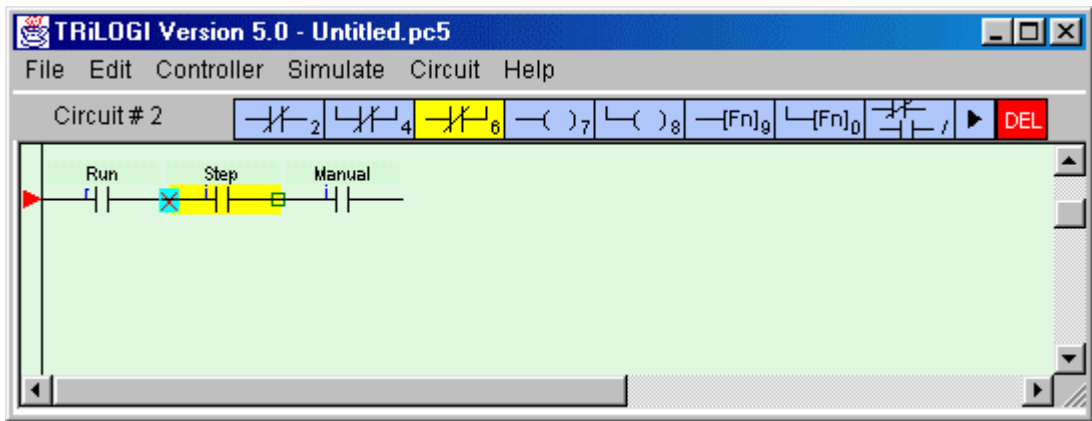 TRiLOGI Version 5.0 - Untitled.pc5
File Edit Controller Simulate Circuit Help
Circuit # 2 2 4 6 ( )7 ( )8 [Fn]9 [Fn]0 / DEL
Run Step Manual
r i i